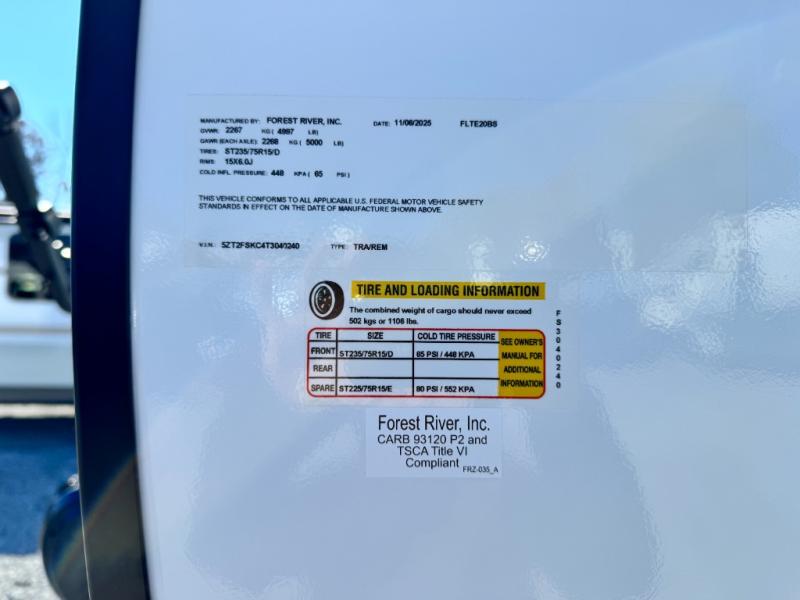 MANUFACTURED BY: FOREST RIVER, INC. DATE: 11/06/2025 FLTE20BS
GVWR: 2267 KG ( 4997 LB)
GAWR (EACH AXLE): 2268 KG ( 5000 LB)
TIRES: ST235/75R15/D
RIMS: 15X6.0J
COLD INFL. PRESSURE: 448 KPA ( 65 PSI )
THIS VEHICLE CONFORMS TO ALL APPLICABLE U.S. FEDERAL MOTOR VEHICLE SAFETY
STANDARDS IN EFFECT ON THE DATE OF MANUFACTURE SHOWN ABOVE.
V.I.N.: 5ZT2FSKC4T3040240 TYPE: TRA/REM
TIRE AND LOADING INFORMATION
The combined weight of cargo should never exceed
502 kgs or 1106 lbs.
TIRE SIZE COLD TIRE PRESSURE
FRONT ST235/75R15/D 65 PSI / 448 KPA
REAR
SPARE ST225/75R15/E 80 PSI / 552 KPA
SEE OWNER'S
MANUAL FOR
ADDITIONAL
INFORMATION
FS3040240
Forest River, Inc.
CARB 93120 P2 and
TSCA Title VI
Compliant
FRZ-035_A